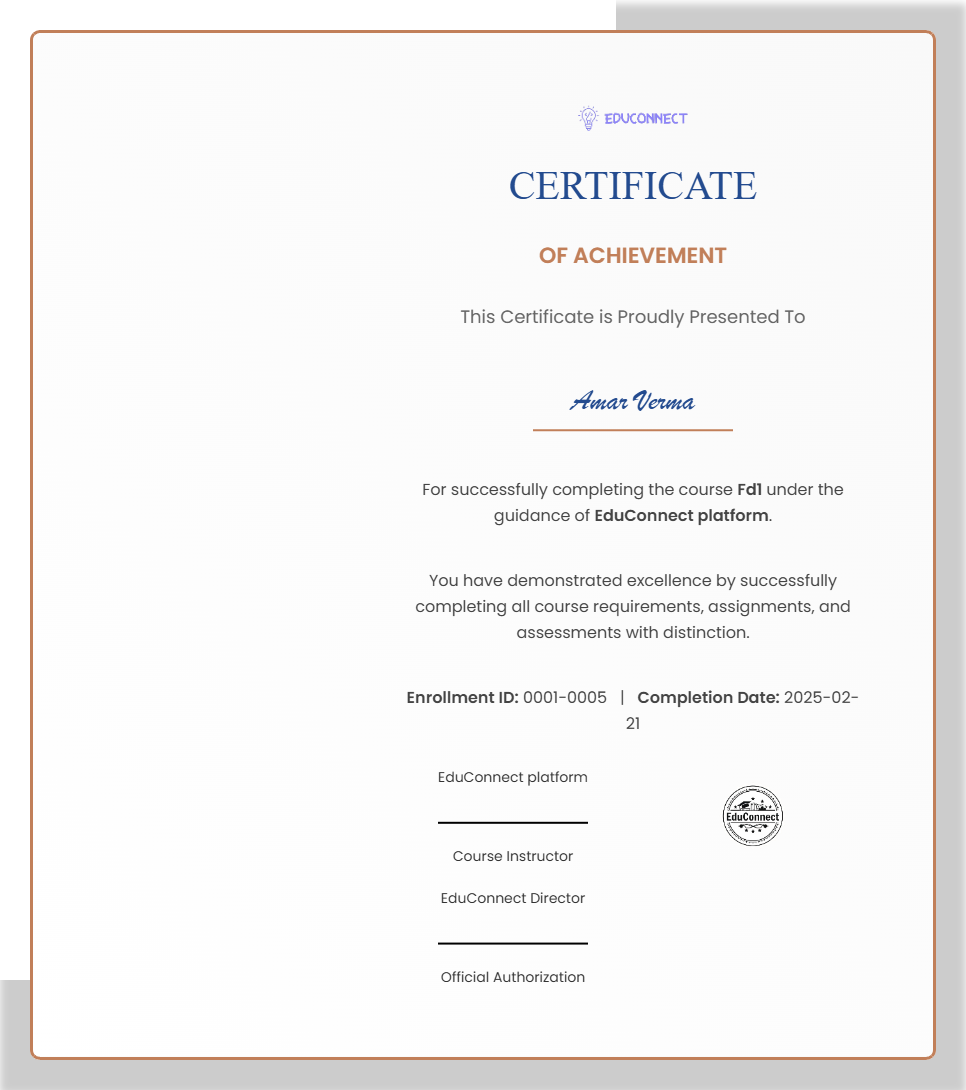 EDUCONNECT
CERTIFICATE
OF ACHIEVEMENT
This Certificate is Proudly Presented To
Amar Verma
For successfully completing the course Fd1 under the
guidance of EduConnect platform.
You have demonstrated excellence by successfully
completing all course requirements, assignments, and
assessments with distinction.
Enrollment ID: 0001-0005 | Completion Date: 2025-02-
21
EduConnect platform
EduConnect
Course Instructor
EduConnect Director
Official Authorization